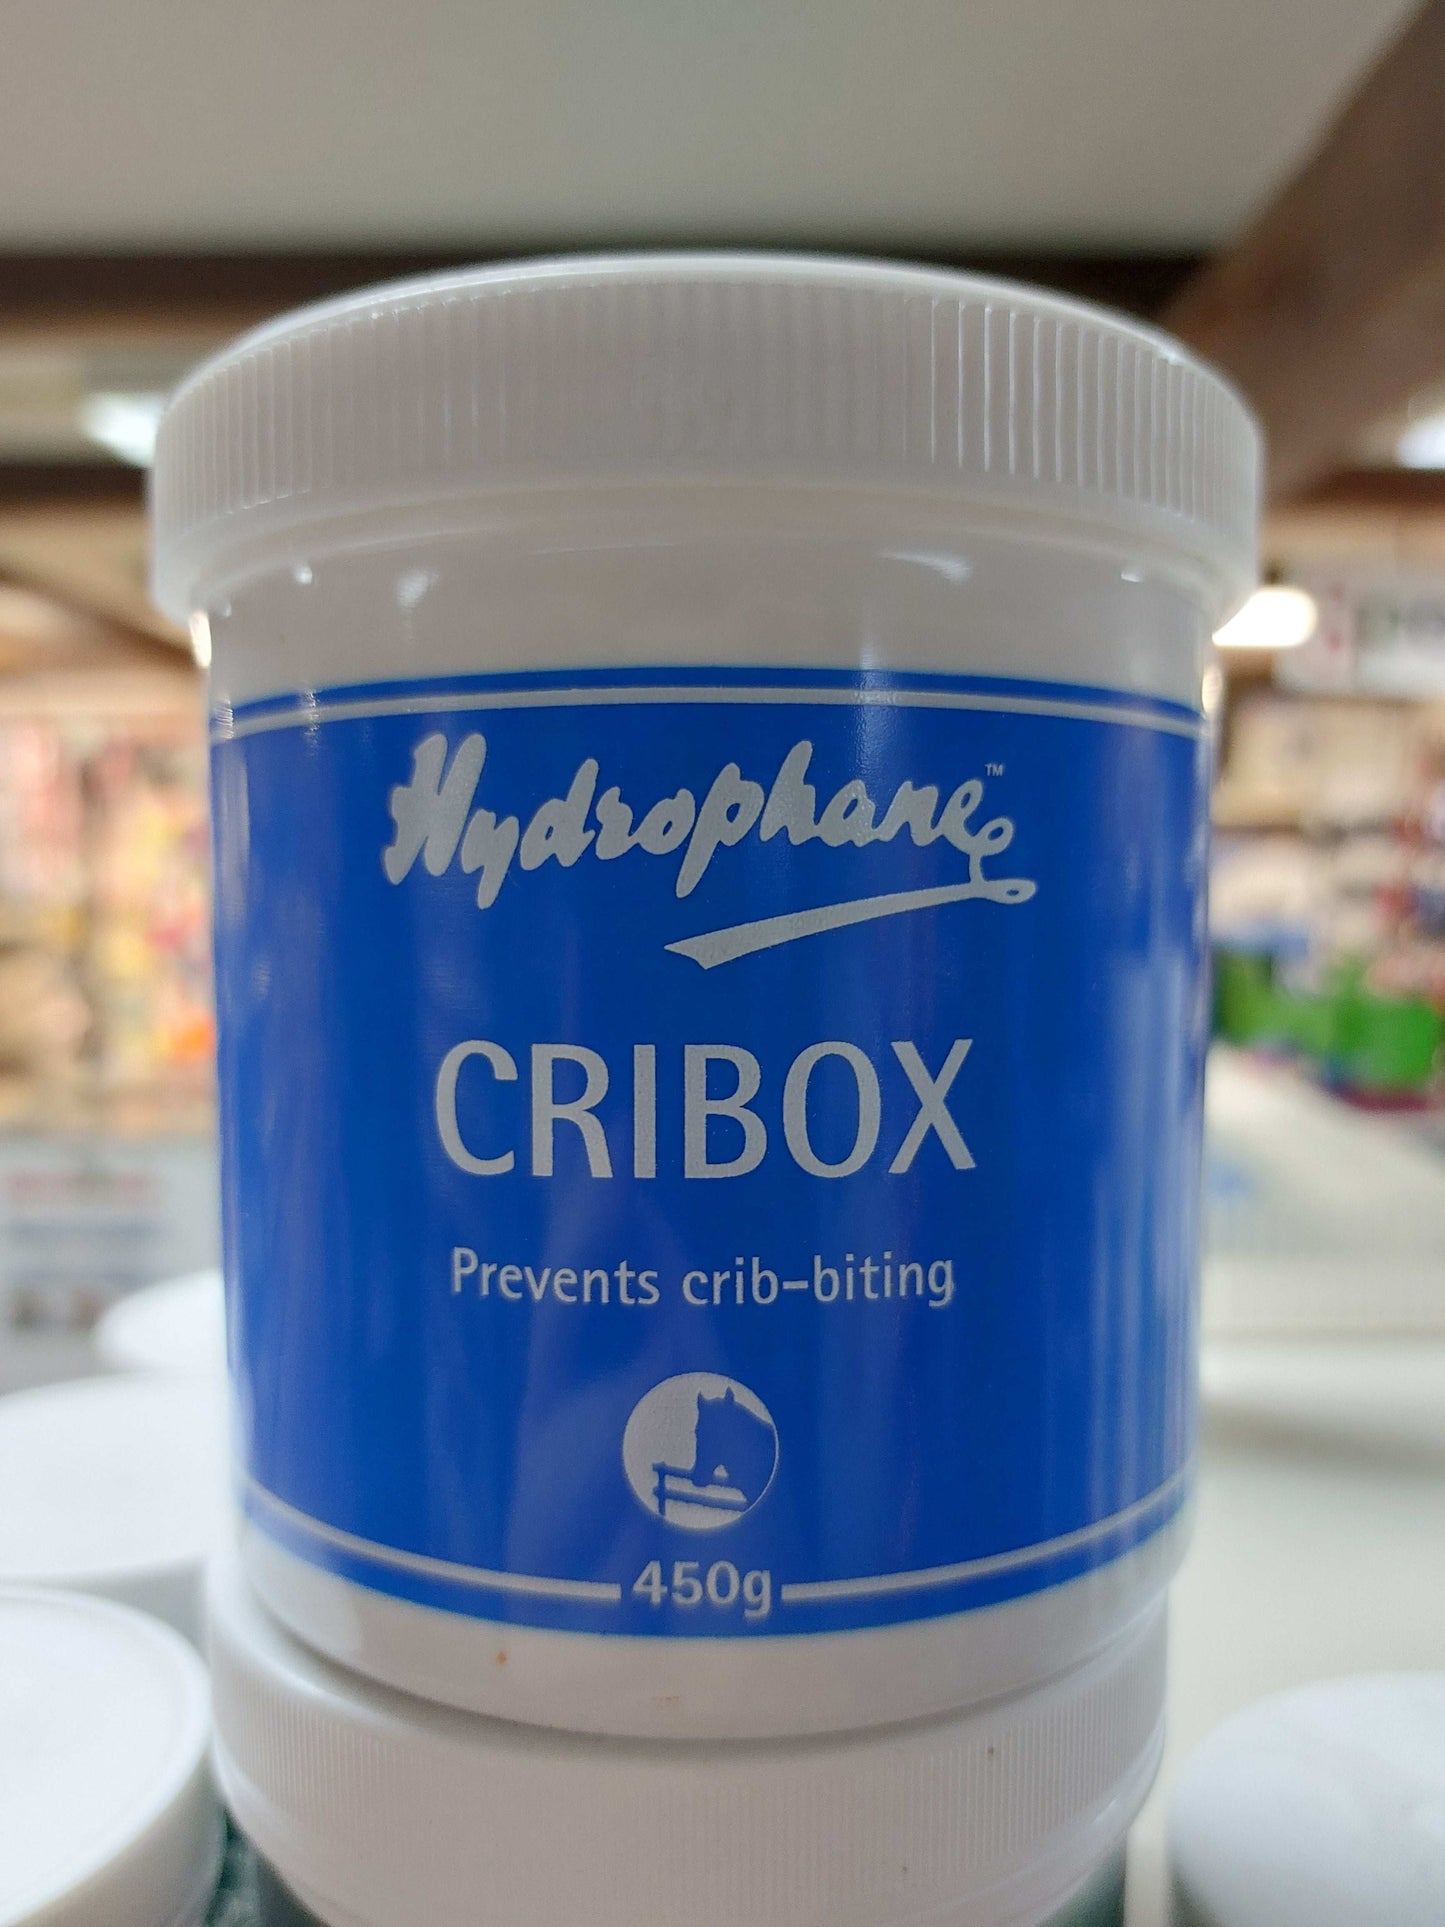 Hydrophane™
CRIBOX
Prevents crib-biting
450g